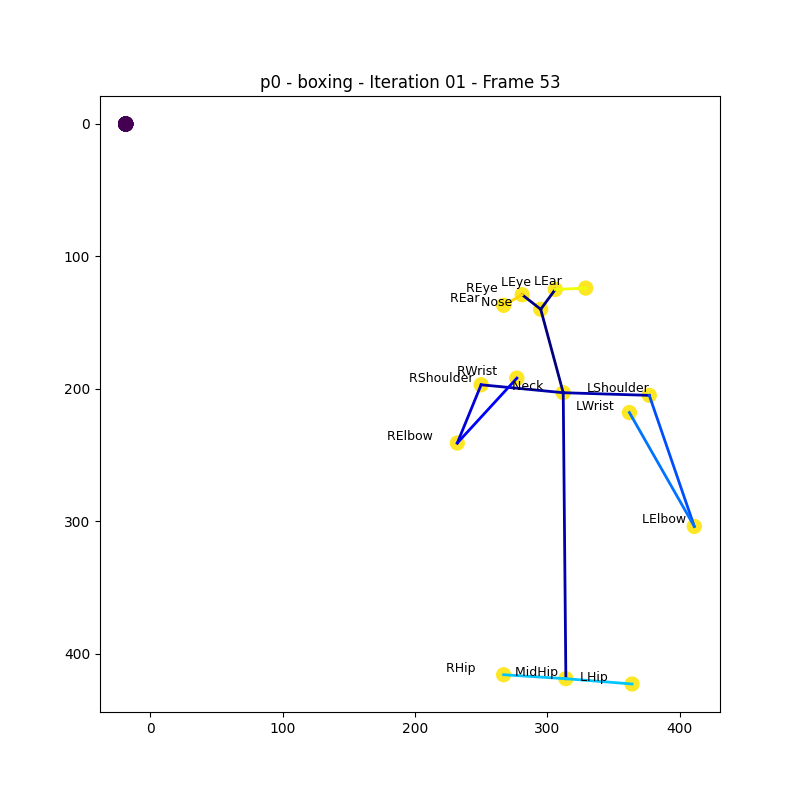 p0 - boxing - Iteration 01 - Frame 53
0
100
LEye LEar
REye
REar Nose
200
RWrist
RShoulder Neck LShoulder
LWrist
RElbow
300
LElbow
400
RHip MidHip LHip
0 100 200 300 400